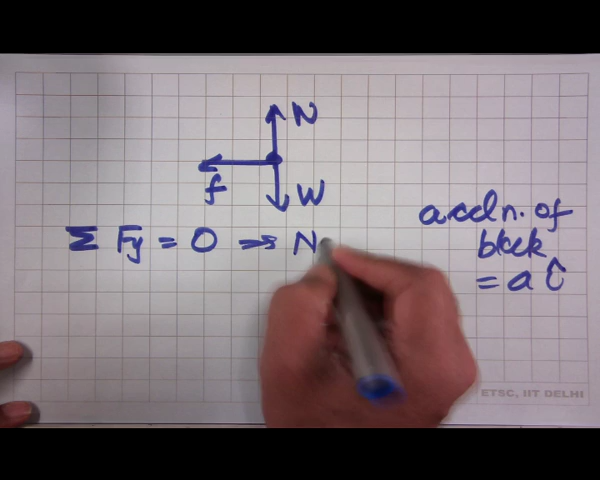 N
f
W
Σ Fy = 0 ⇒ N
accln. of
block
= a î
ETSC, IIT DELHI